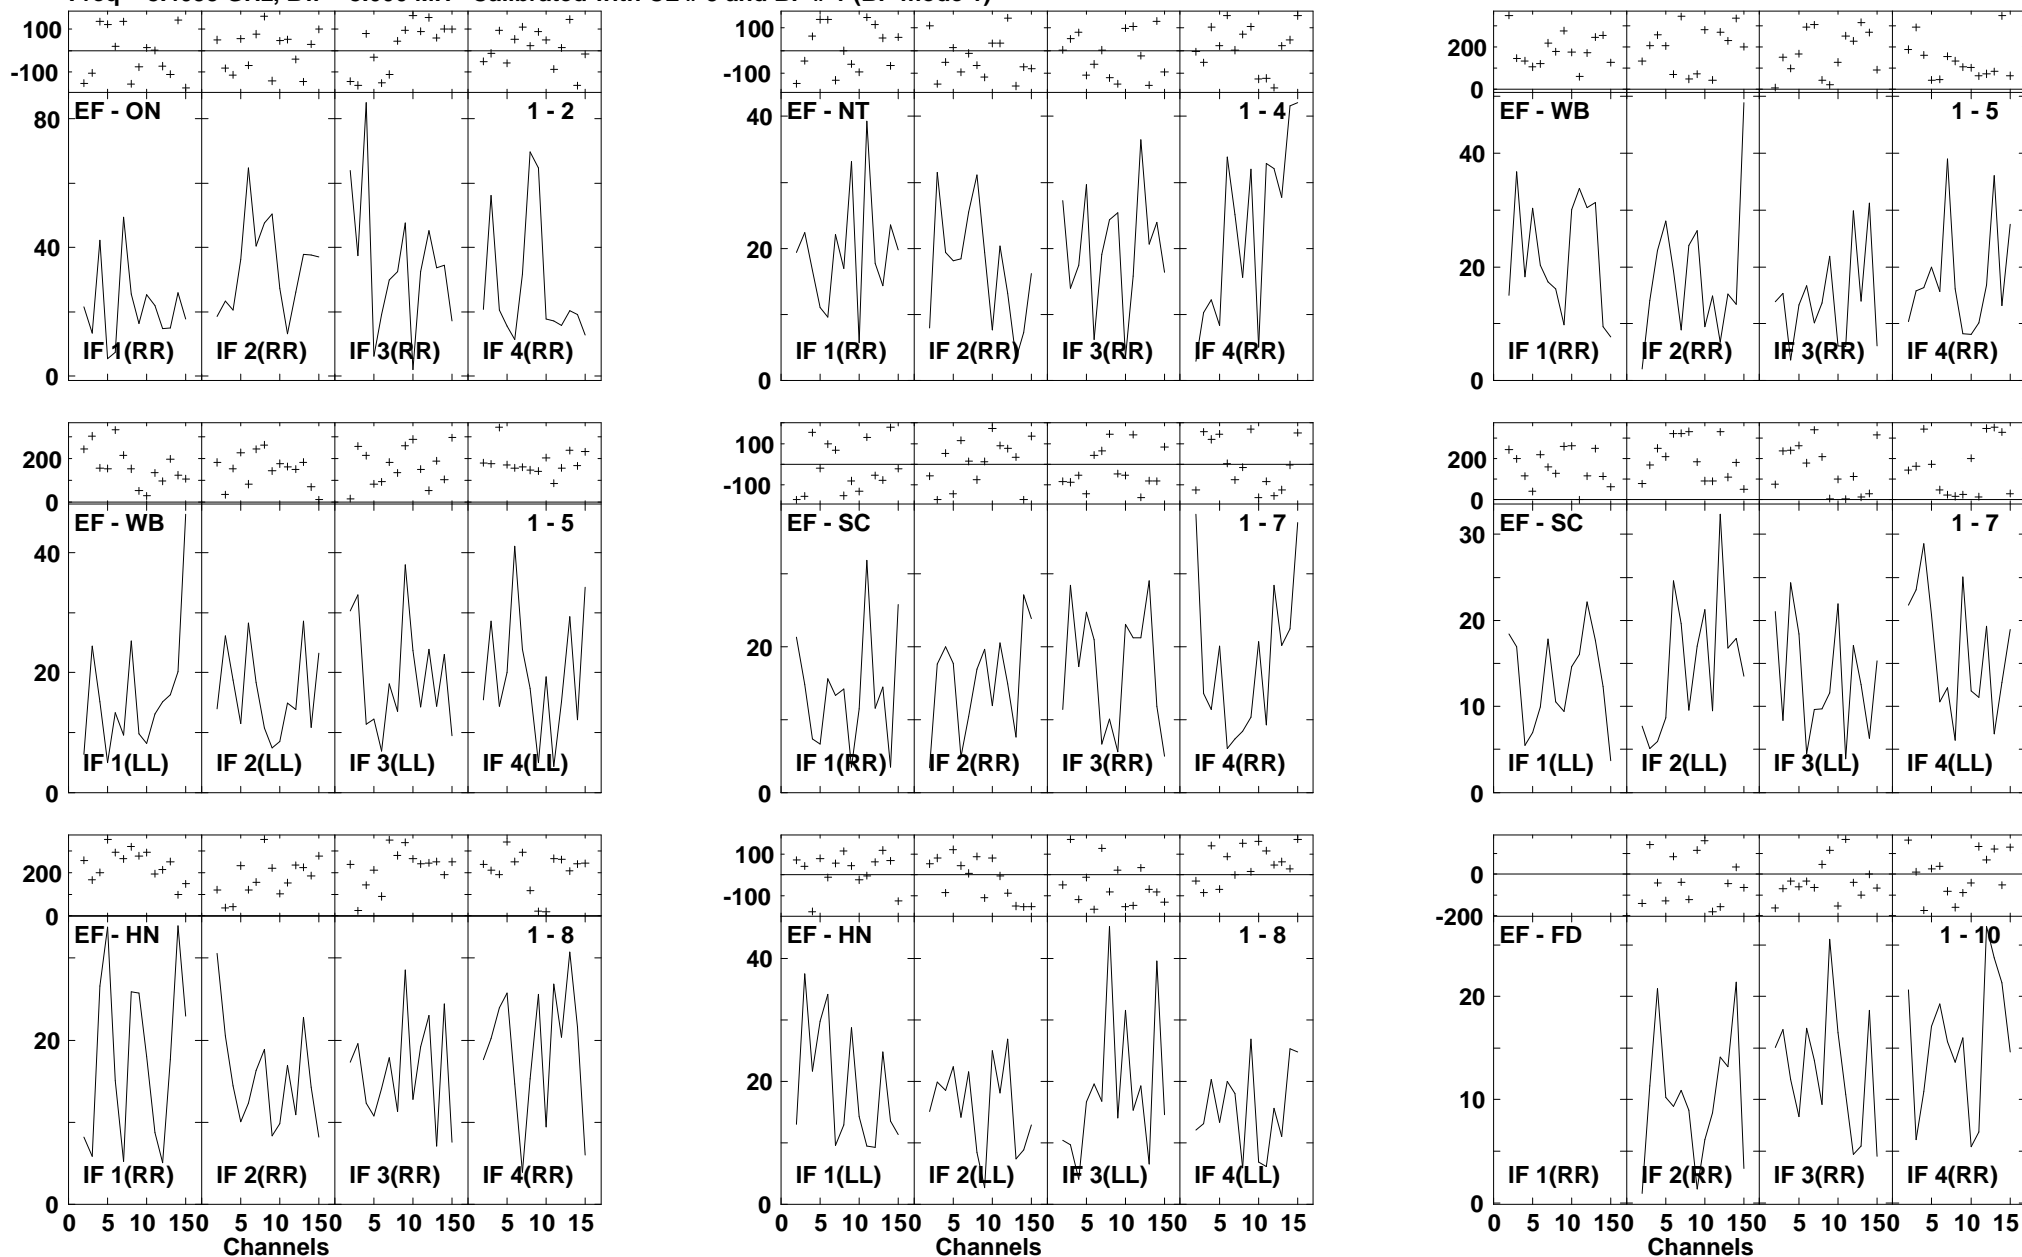 100
-100
80
40
0
EF - ON
1 - 2
IF 1(RR)
IF 2(RR)
IF 3(RR)
IF 4(RR)
100
-100
40
20
0
EF - NT
1 - 4
IF 1(RR)
IF 2(RR)
IF 3(RR)
IF 4(RR)
200
0
40
20
0
EF - WB
1 - 5
IF 1(RR)
IF 2(RR)
IF 3(RR)
IF 4(RR)
200
0
40
20
0
EF - WB
1 - 5
IF 1(LL)
IF 2(LL)
IF 3(LL)
IF 4(LL)
100
-100
20
0
EF - SC
1 - 7
IF 1(RR)
IF 2(RR)
IF 3(RR)
IF 4(RR)
200
0
30
20
10
0
EF - SC
1 - 7
IF 1(LL)
IF 2(LL)
IF 3(LL)
IF 4(LL)
200
0
20
0
EF - HN
1 - 8
IF 1(RR)
IF 2(RR)
IF 3(RR)
IF 4(RR)
0 5 10 150 5 10 150 5 10 150 5 10 15
Channels
100
-100
40
20
0
EF - HN
1 - 8
IF 1(LL)
IF 2(LL)
IF 3(LL)
IF 4(LL)
0 5 10 150 5 10 150 5 10 150 5 10 15
Channels
0
-200
20
10
0
EF - FD
1 - 10
IF 1(RR)
IF 2(RR)
IF 3(RR)
IF 4(RR)
0 5 10 150 5 10 150 5 10 150 5 10 15
Channels